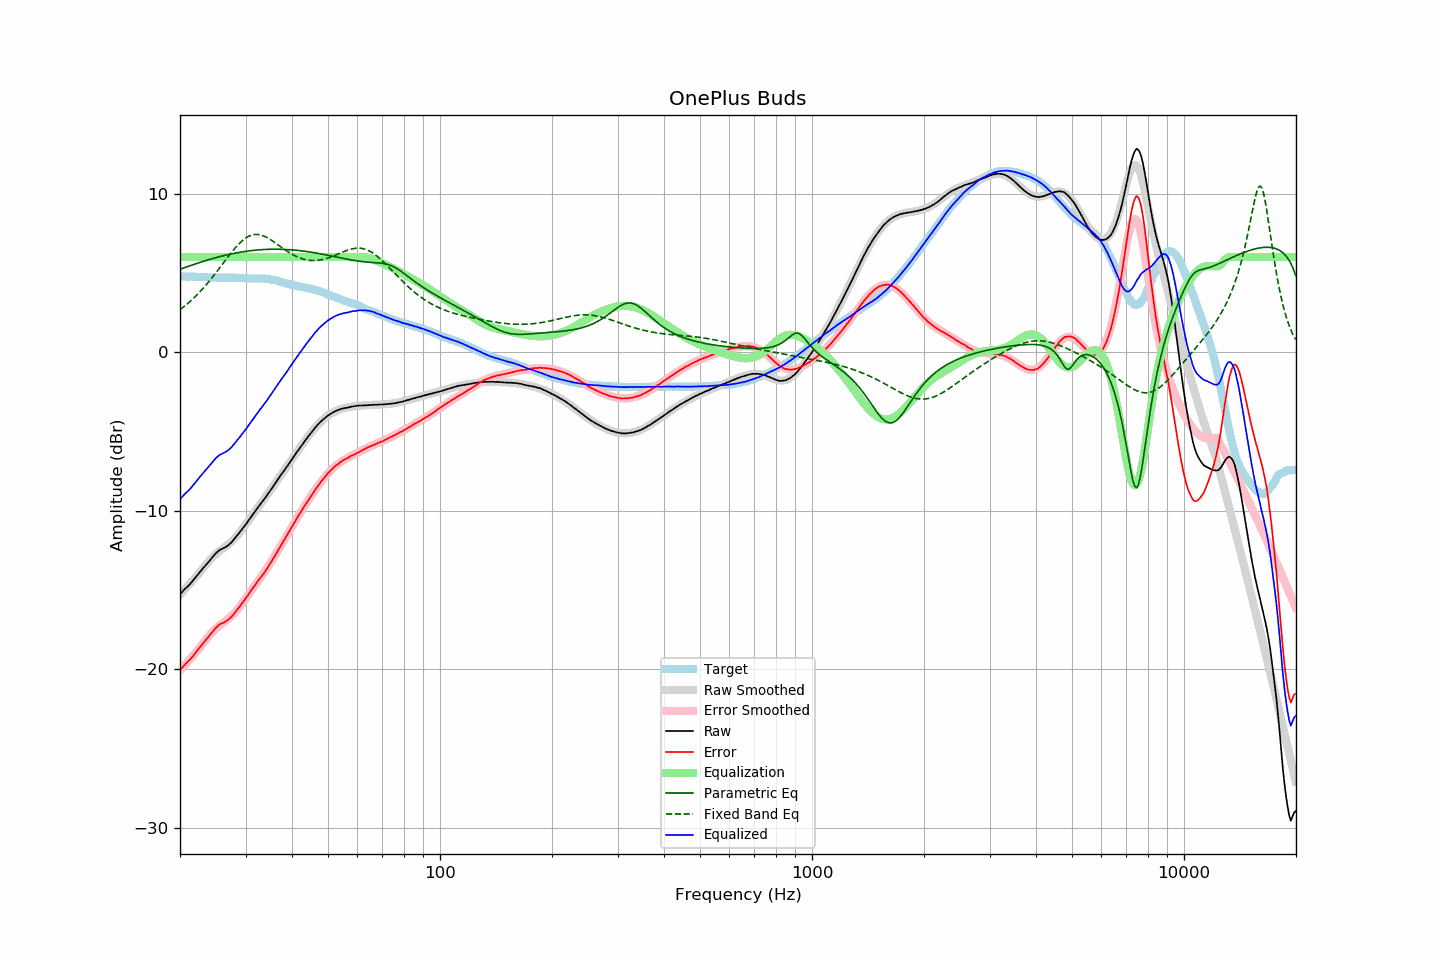 OnePlus Buds
Amplitude (dBr)
10
0
−10
−20
−30
100
1000
10000
Frequency (Hz)
Target
Raw Smoothed
Error Smoothed
Raw
Error
Equalization
Parametric Eq
Fixed Band Eq
Equalized